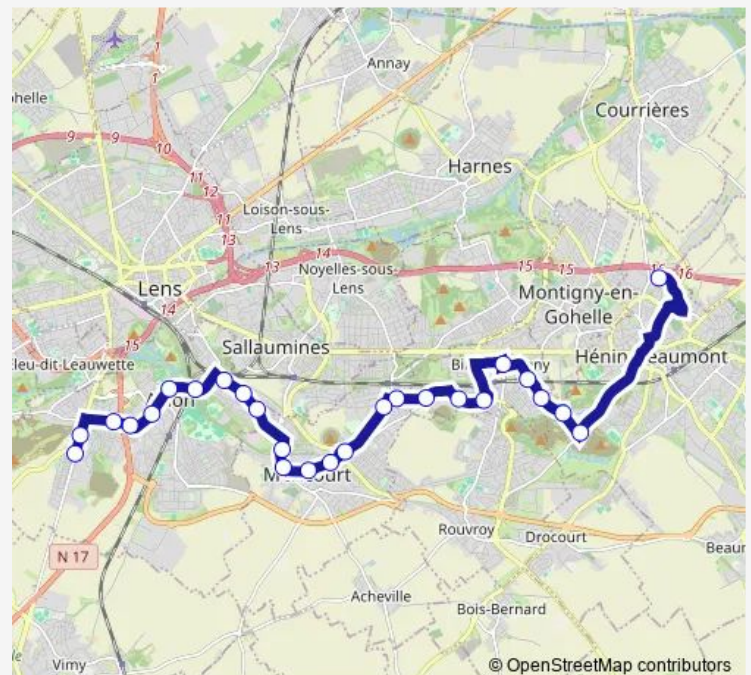 Annay
Courrières
Harnes
Loison-sous-
Lens
Noyelles-sous-
Lens
Lens
Montigny-en-
Gohelle
Sallaumines
Hénin-Beaumont
Rouvroy
Drocourt
N 17
Acheville
Bois-Bernard
Vimy
9
9
10
1
1
11
12
11
13
13
14
14
15
15
15
16
© OpenStreetMap contributors